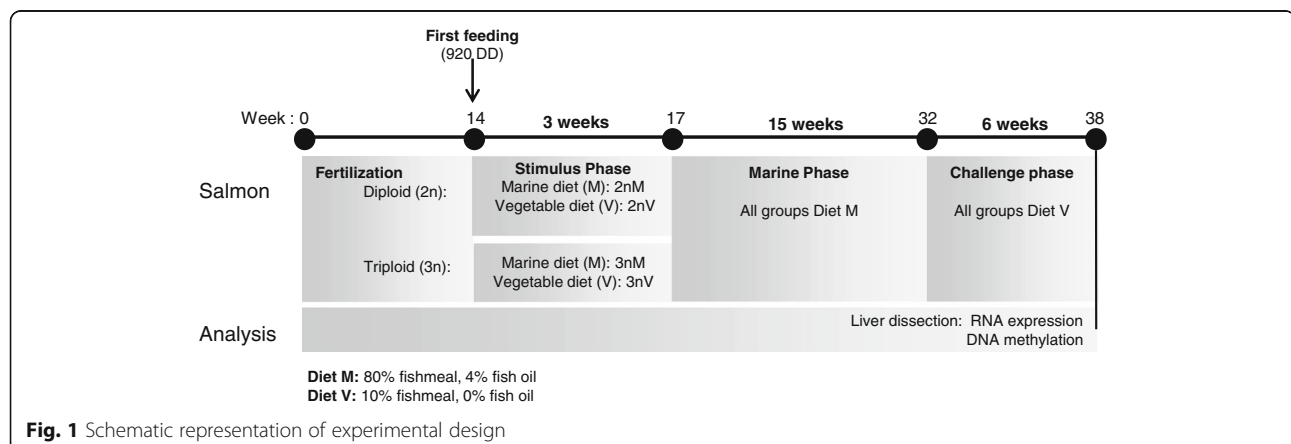 First feeding
(920 DD)
Week : 0 14 3 weeks 17 15 weeks 32 6 weeks 38
Salmon
Fertilization
Diploid (2n):
Triploid (3n):
Stimulus Phase
Marine diet (M): 2nM
Vegetable diet (V): 2nV
Marine diet (M): 3nM
Vegetable diet (V): 3nV
Marine Phase
All groups Diet M
Challenge phase
All groups Diet V
Analysis
Liver dissection: RNA expression
DNA methylation
Diet M: 80% fishmeal, 4% fish oil
Diet V: 10% fishmeal, 0% fish oil
Fig. 1 Schematic representation of experimental design